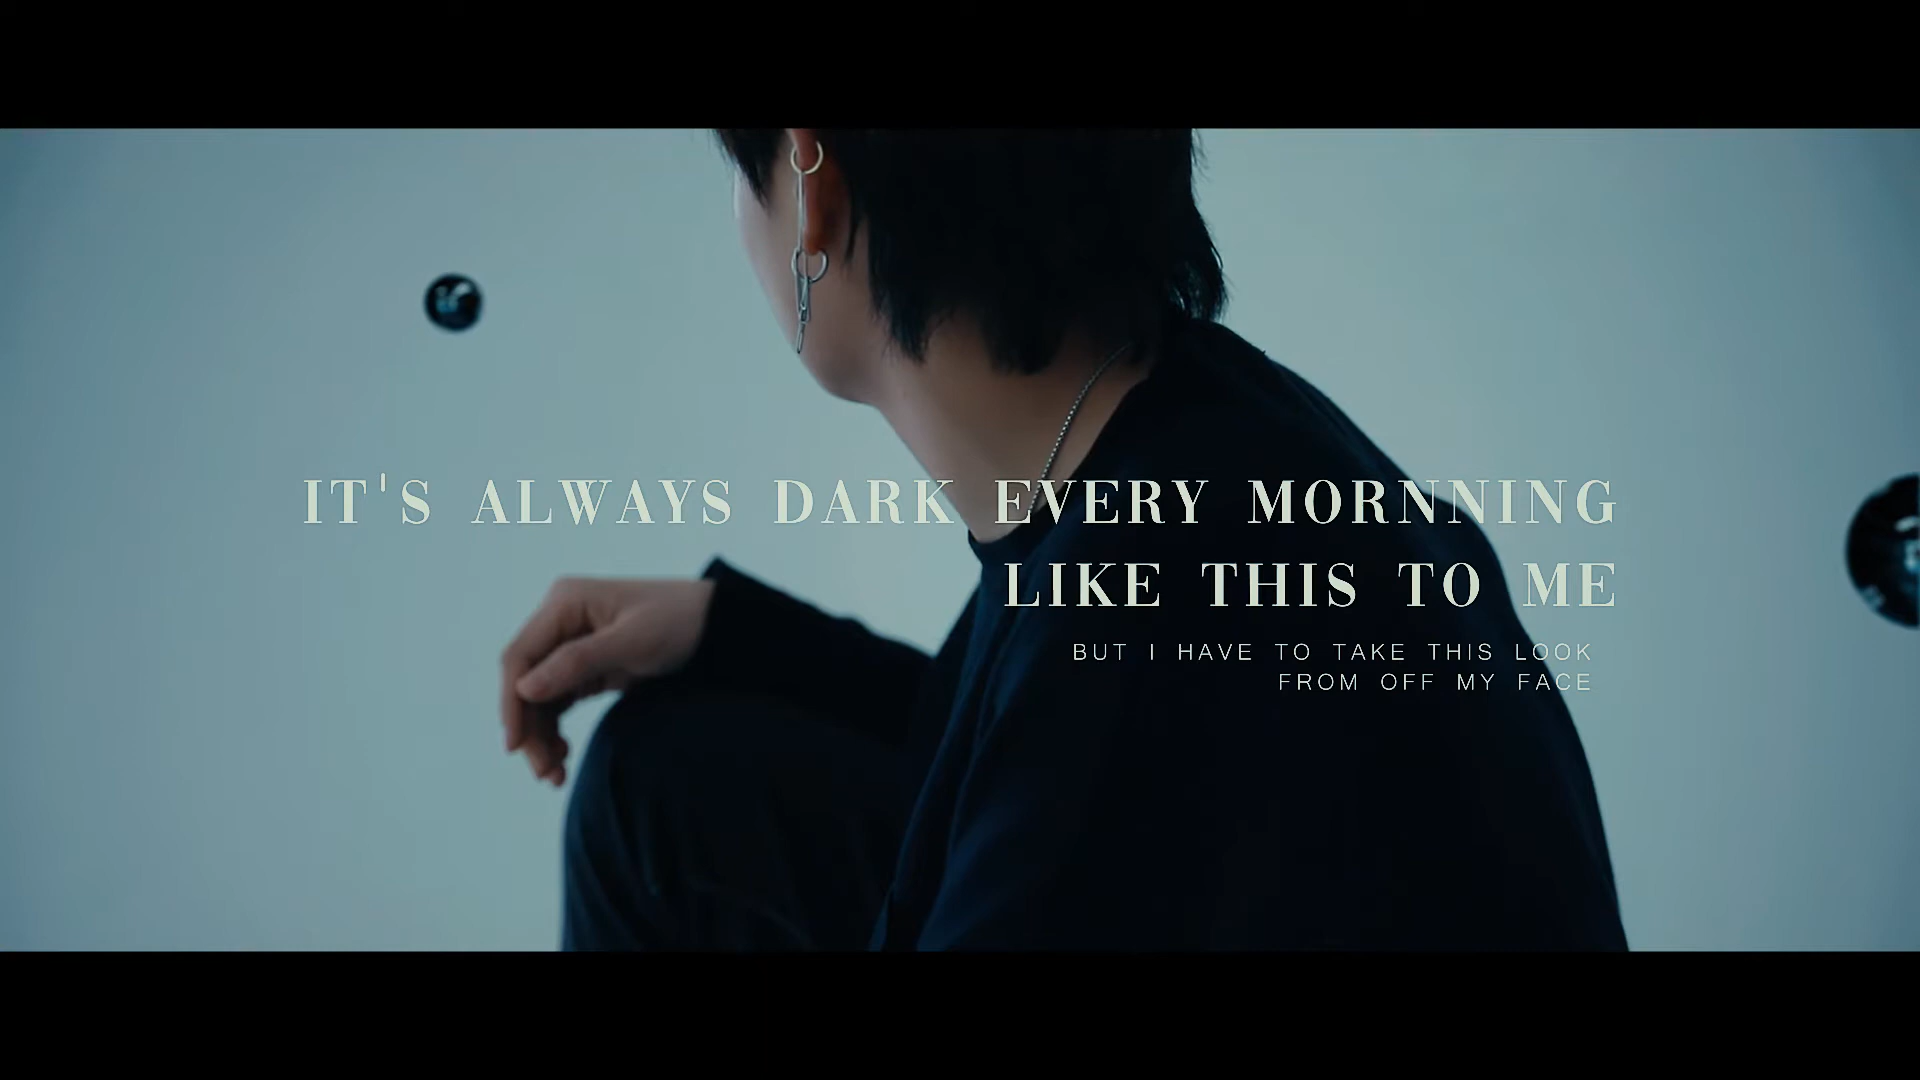 IT'S ALWAYS DARK EVERY MORNNING
LIKE THIS TO ME
BUT I HAVE TO TAKE THIS LOOK
FROM OFF MY FACE